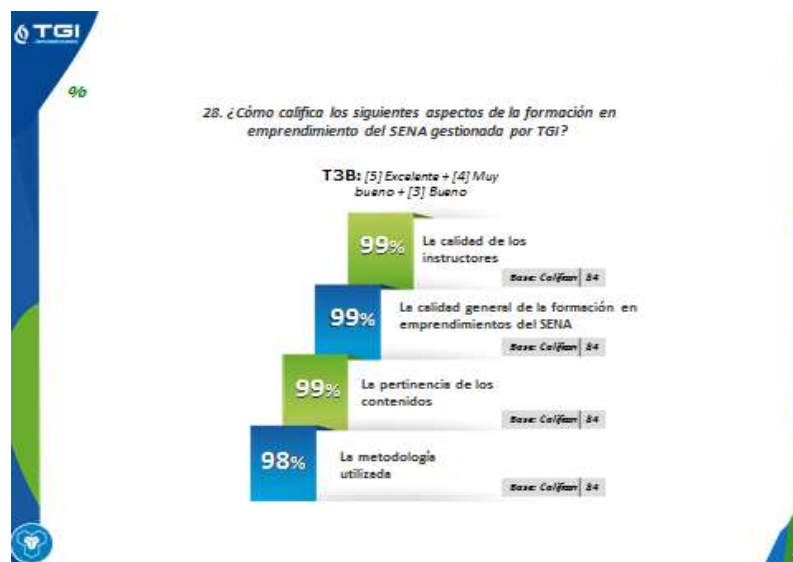 TGI
%
28. ¿Cómo califica los siguientes aspectos de la formación en
emprendimiento del SENA gestionada por TGI?
T3B: [5] Excelente + [4] Muy
bueno + [3] Bueno
99%
La calidad de los
instructores
Base: Califican 84
99%
La calidad general de la formación en
emprendimientos del SENA
Base: Califican 84
99%
La pertinencia de los
contenidos
Base: Califican 84
98%
La metodología
utilizada
Base: Califican 84